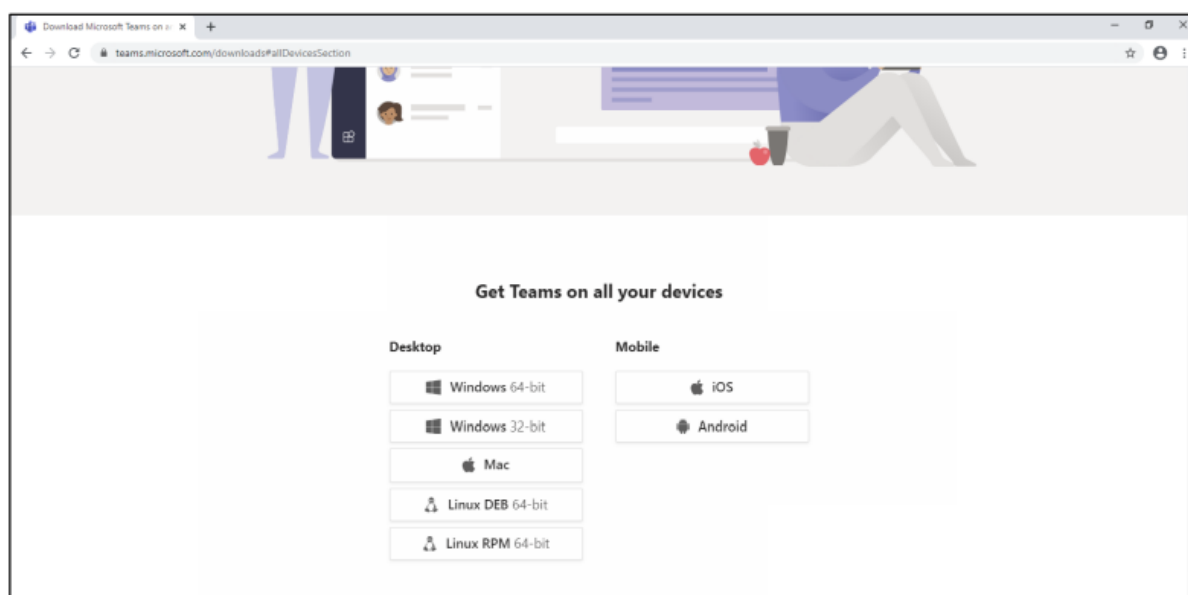 Download Microsoft Teams on a
teams.microsoft.com/downloads#allDevicesSection
Get Teams on all your devices
Desktop
Mobile
Windows 64-bit
iOS
Windows 32-bit
Android
Mac
Linux DEB 64-bit
Linux RPM 64-bit